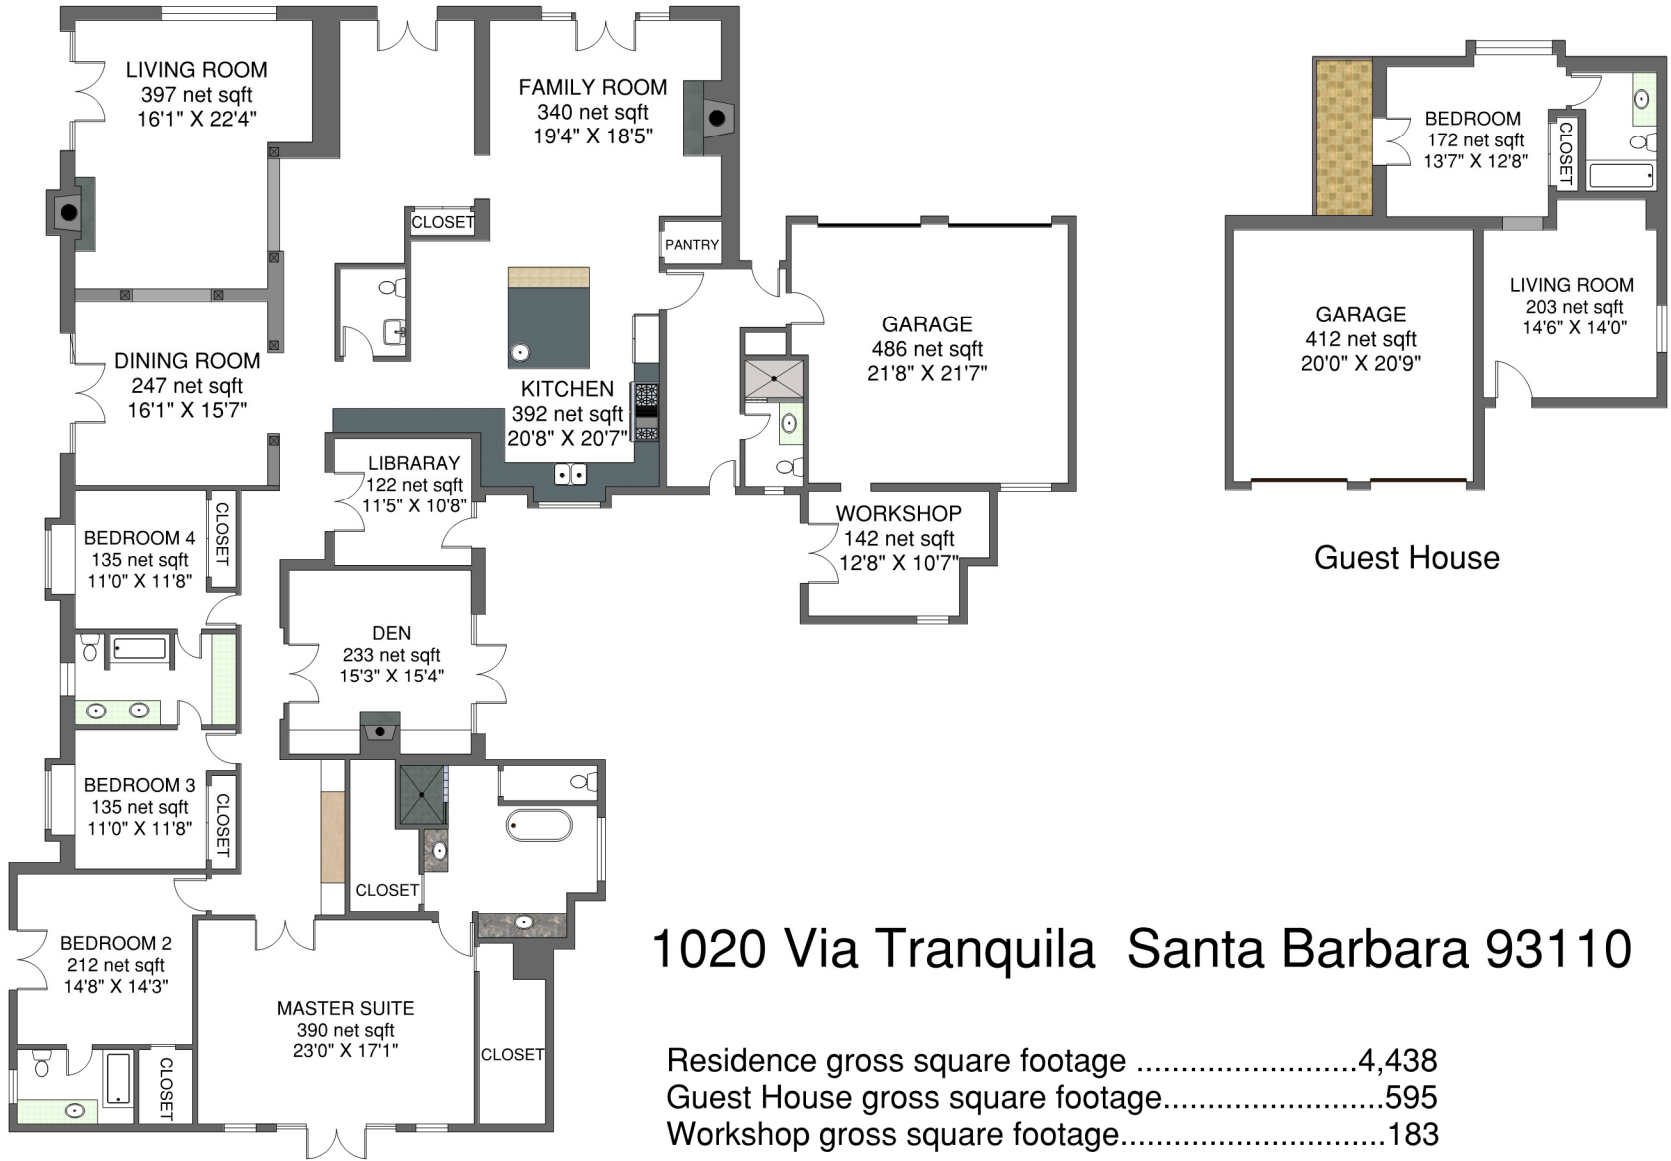 LIVING ROOM
397 net sqft
16'1" X 22'4"
FAMILY ROOM
340 net sqft
19'4" X 18'5"
CLOSET
PANTRY
DINING ROOM
247 net sqft
16'1" X 15'7"
KITCHEN
392 net sqft
20'8" X 20'7"
GARAGE
486 net sqft
21'8" X 21'7"
LIBRARAY
122 net sqft
11'5" X 10'8"
WORKSHOP
142 net sqft
12'8" X 10'7"
BEDROOM 4
135 net sqft
11'0" X 11'8"
CLOSET
DEN
233 net sqft
15'3" X 15'4"
BEDROOM 3
135 net sqft
11'0" X 11'8"
CLOSET
CLOSET
BEDROOM 2
212 net sqft
14'8" X 14'3"
CLOSET
MASTER SUITE
390 net sqft
23'0" X 17'1"
CLOSET
BEDROOM
172 net sqft
13'7" X 12'8"
CLOSET
LIVING ROOM
203 net sqft
14'6" X 14'0"
GARAGE
412 net sqft
20'0" X 20'9"
Guest House
1020 Via Tranquila  Santa Barbara 93110
Residence gross square footage .........................4,438
Guest House gross square footage.........................595
Workshop gross square footage..............................183